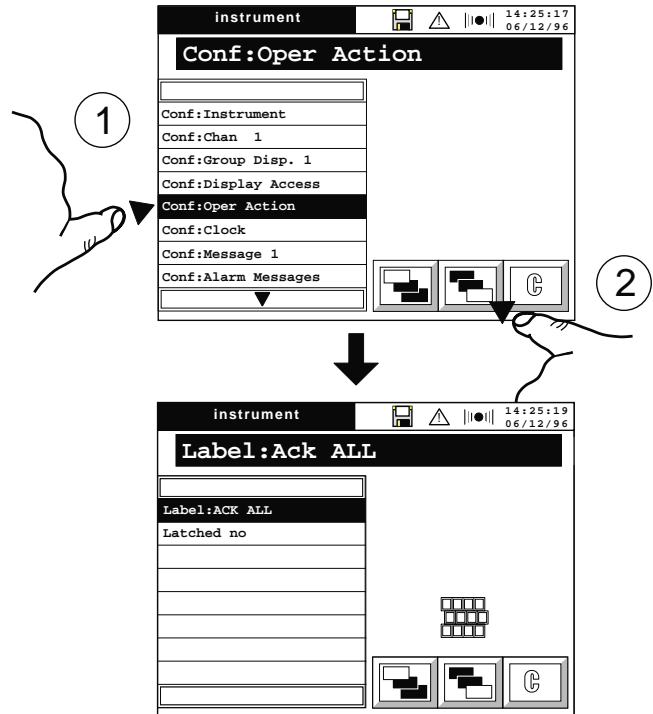 instrument 14:25:17
06/12/96
Conf:Oper Action
1
Conf:Instrument
Conf:Chan 1
Conf:Group Disp. 1
Conf:Display Access
Conf:Oper Action
Conf:Clock
Conf:Message 1
Conf:Alarm Messages
C
2
instrument 14:25:19
06/12/96
Label:Ack ALL
Label:ACK ALL
Latched no
C